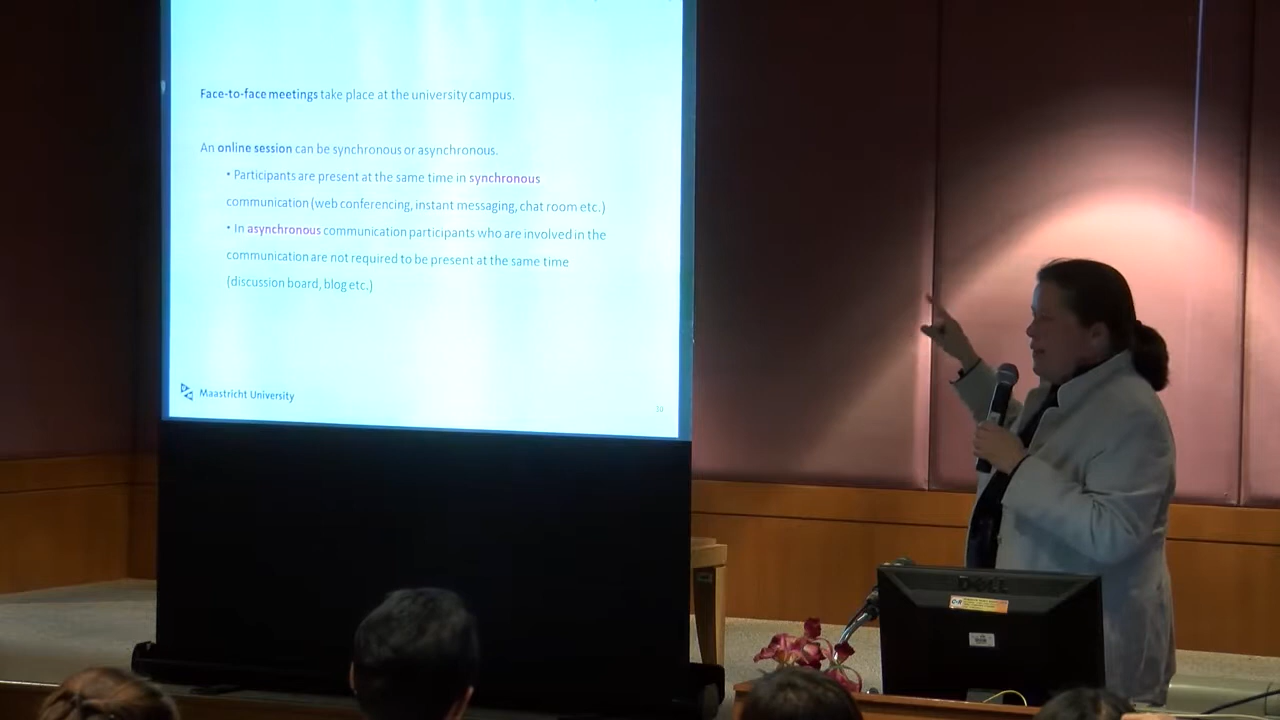 Face-to-face meetings take place at the university campus.
An online session can be synchronous or asynchronous.
• Participants are present at the same time in synchronous
communication (web conferencing, instant messaging, chat room etc.)
• In asynchronous communication participants who are involved in the
communication are not required to be present at the same time
(discussion board, blog etc.)
Maastricht University
DELL